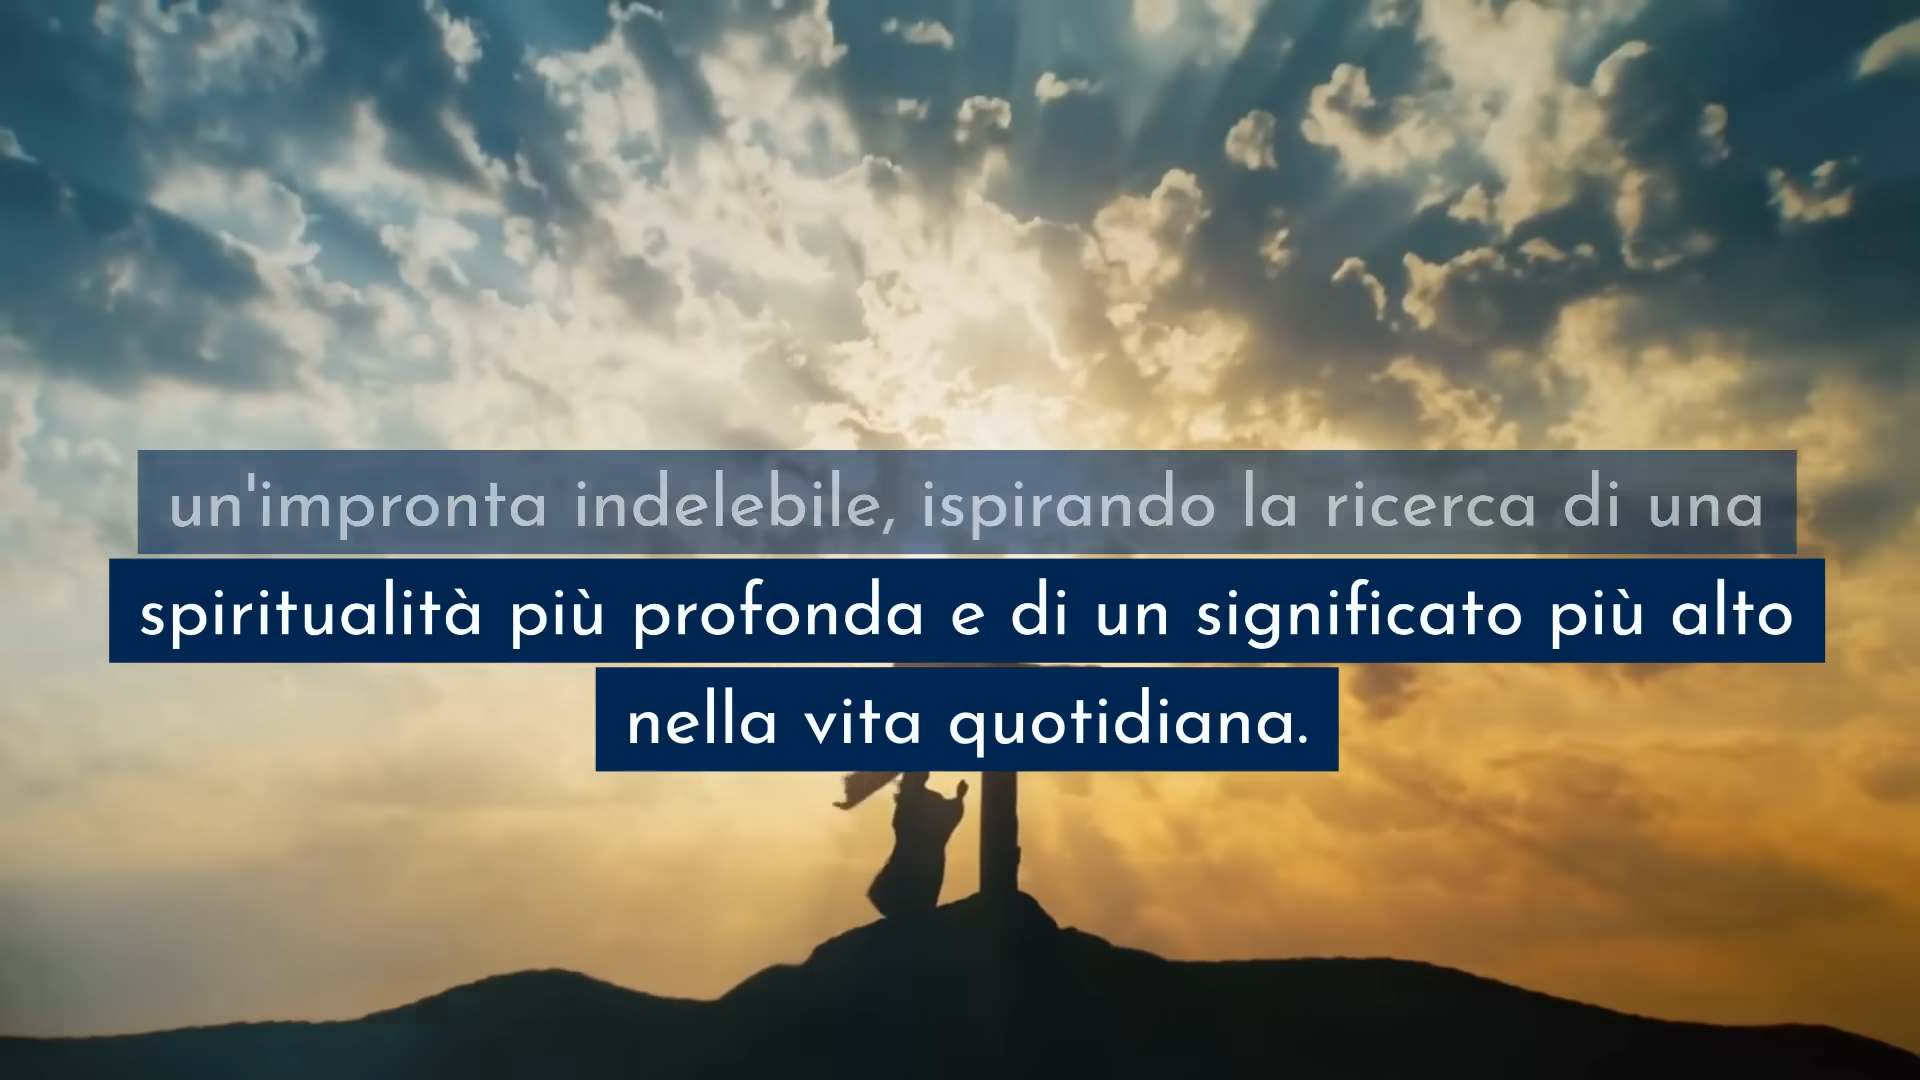 un'impronta indelebile, ispirando la ricerca di una
spiritualità più profonda e di un significato più alto
nella vita quotidiana.